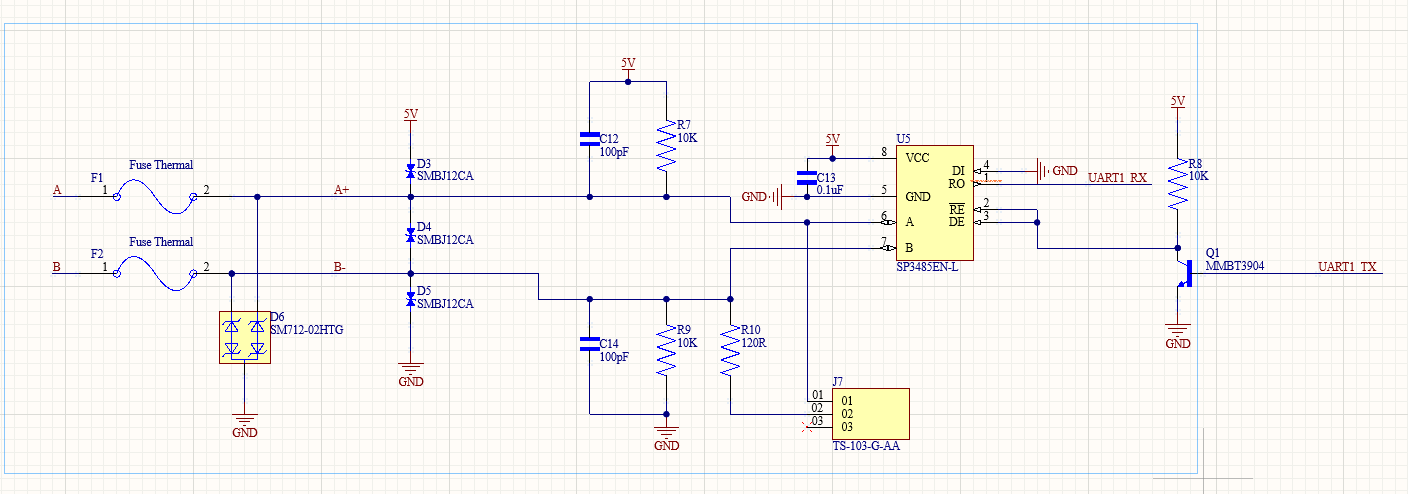 5V
5V
5V
5V
C12
100pF
R7
10K
U5
Fuse Thermal
F1
1
2
A
A+
D3
SMBJ12CA
C13
0.1uF
GND
8
VCC
5
GND
6
A
7
B
DI
4
GND
RO
1
UART1_RX
RE
2
DE
3
SP3485EN-L
R8
10K
D4
SMBJ12CA
Fuse Thermal
F2
1
2
B
B-
Q1
MMBT3904
UART1_TX
D5
SMBJ12CA
D6
SM712-02HTG
C14
100pF
R9
10K
R10
120R
GND
GND
J7
01
01
02
02
03
03
TS-103-G-AA
GND
GND